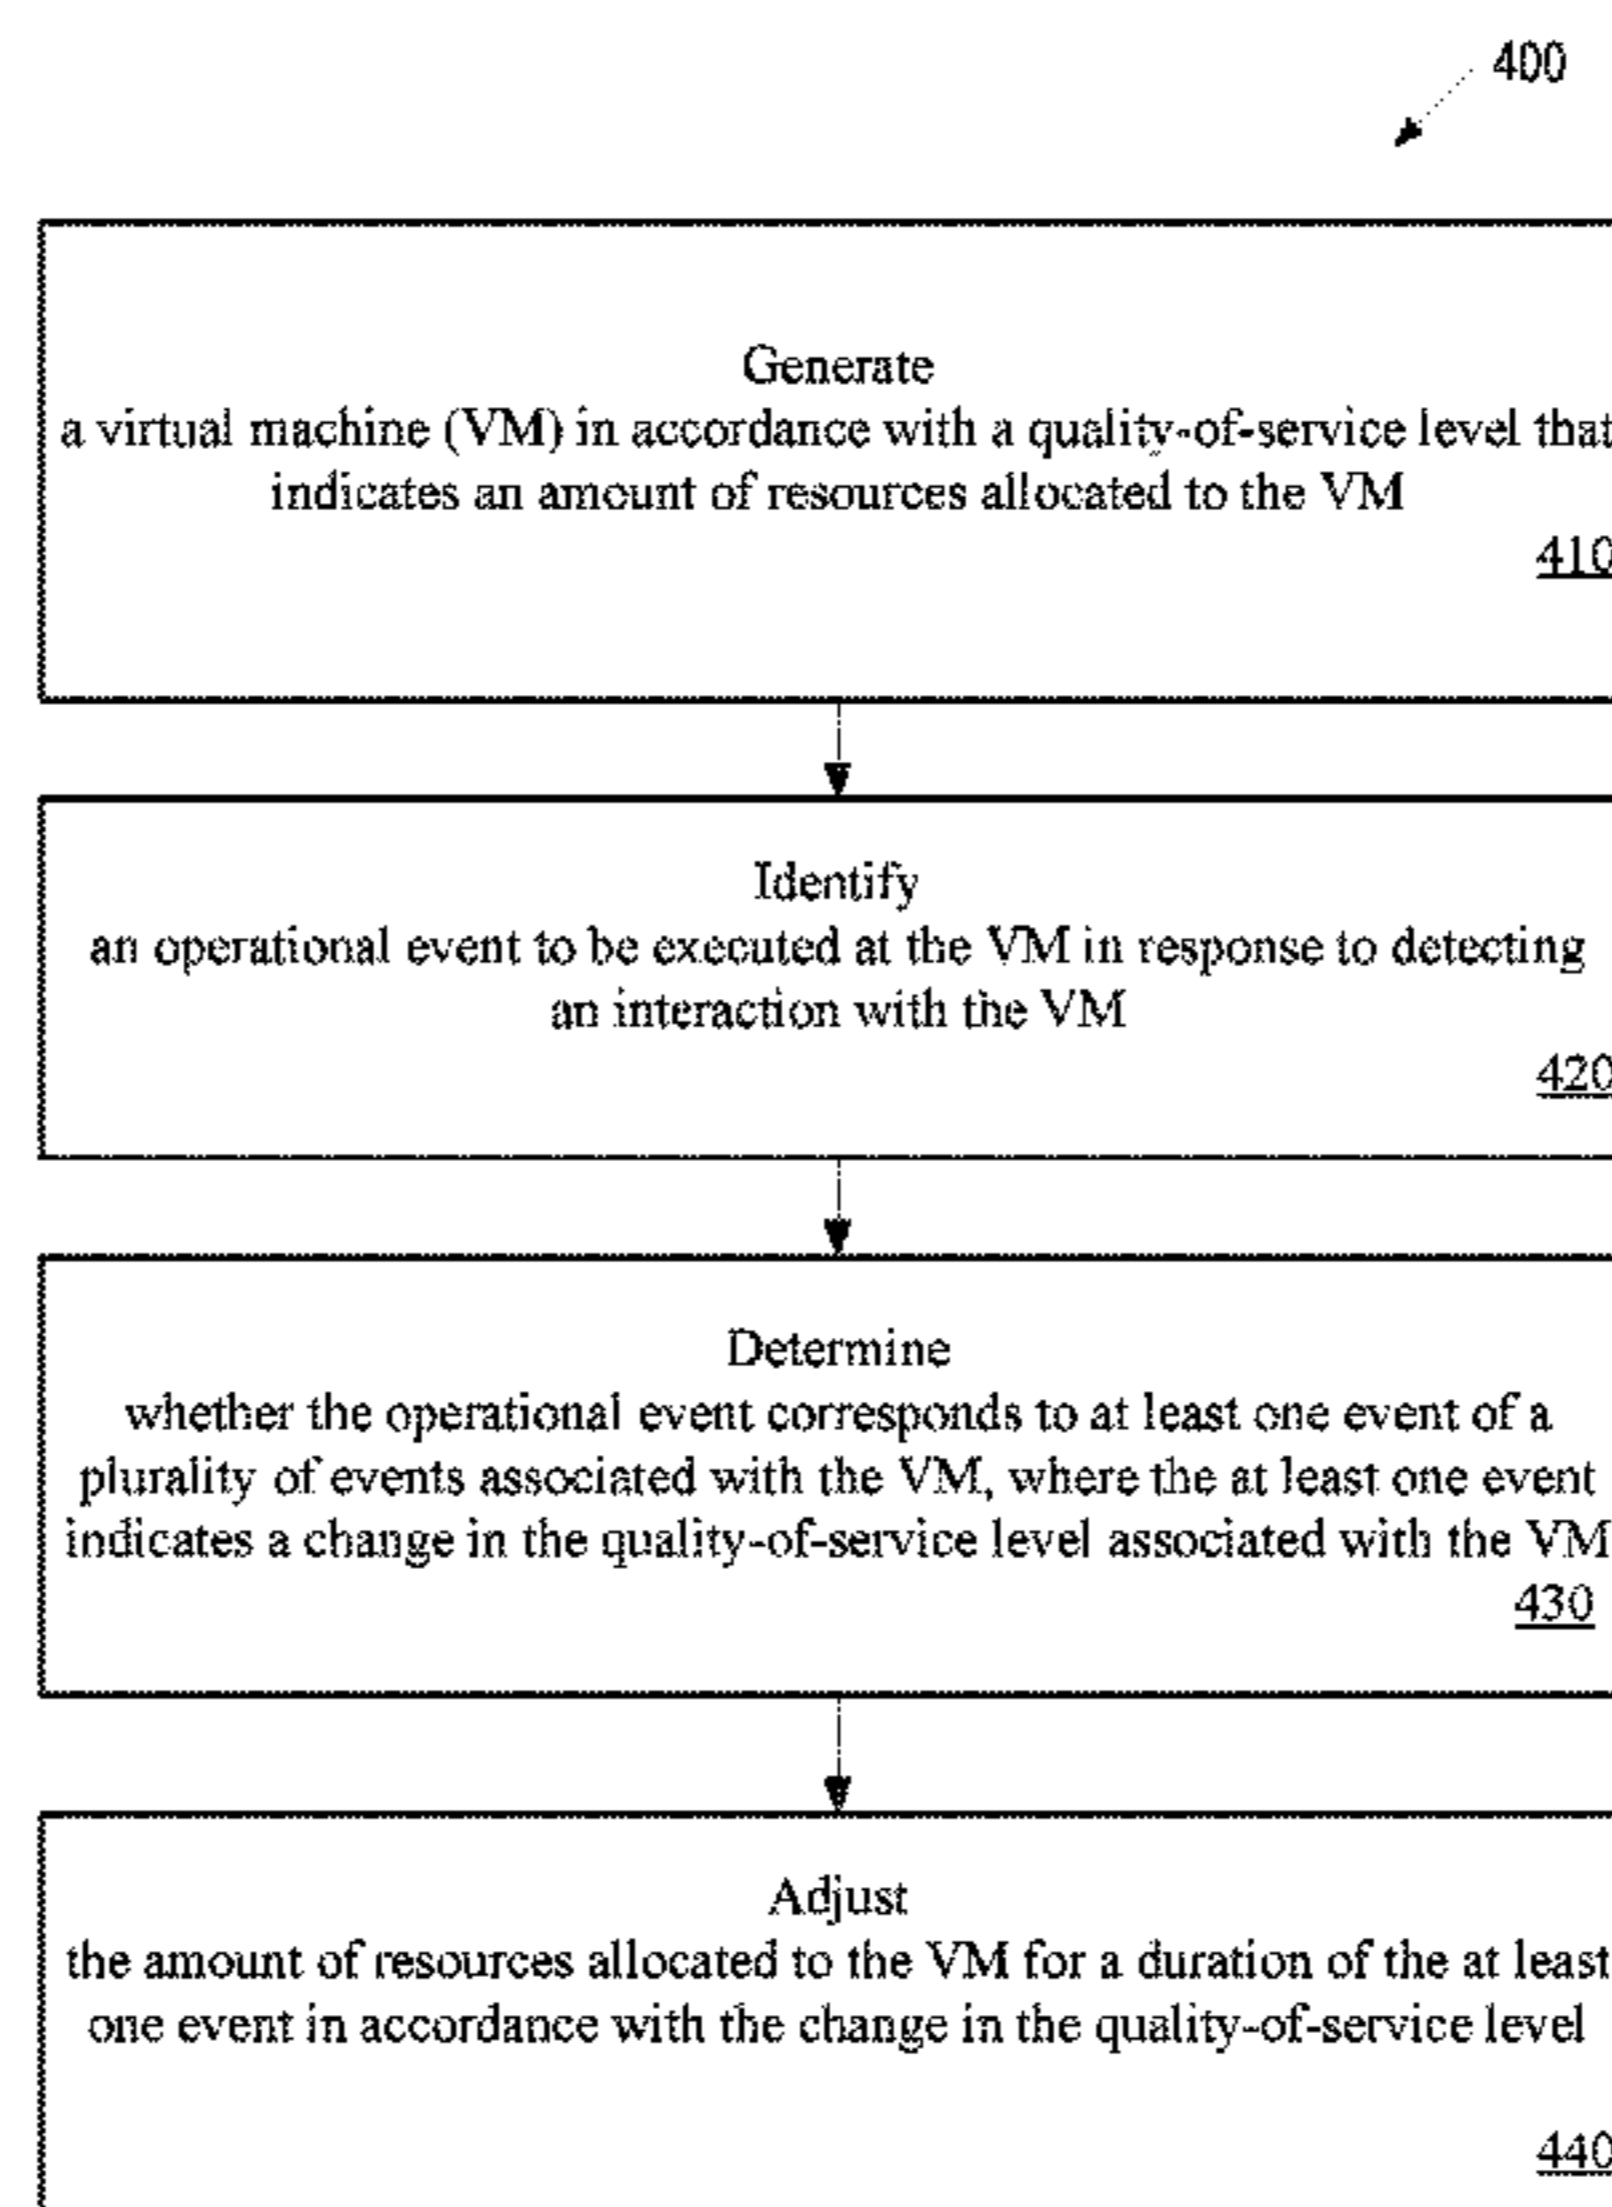 400
Generate
a virtual machine (VM) in accordance with a quality-of-service level that
indicates an amount of resources allocated to the VM
410
Identify
an operational event to be executed at the VM in response to detecting
an interaction with the VM
420
Determine
whether the operational event corresponds to at least one event of a
plurality of events associated with the VM, where the at least one event
indicates a change in the quality-of-service level associated with the VM
430
Adjust
the amount of resources allocated to the VM for a duration of the at least
one event in accordance with the change in the quality-of-service level
440